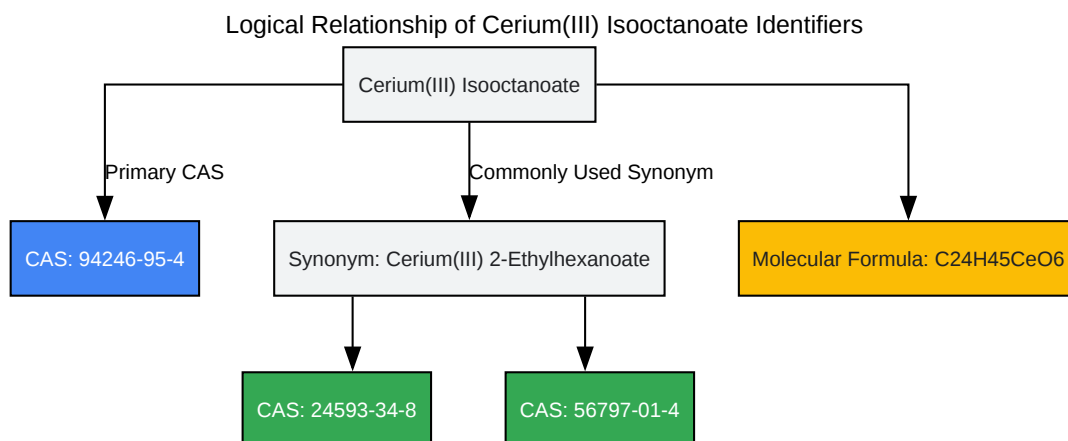 Logical Relationship of Cerium(III) Isooctanoate Identifiers
Cerium(III) Isooctanoate
Primary CAS
Commonly Used Synonym
CAS: 94246-95-4
Synonym: Cerium(III) 2-Ethylhexanoate
Molecular Formula: C24H45CeO6
CAS: 24593-34-8
CAS: 56797-01-4